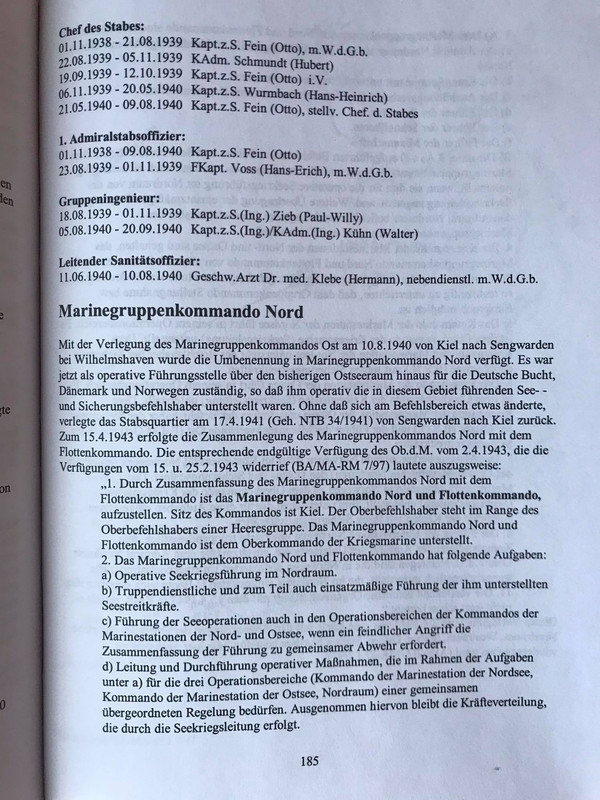 Chef des Stabes:
01.11.1938 - 21.08.1939 Kapt.z.S. Fein (Otto), m.W.d.G.b.
22.08.1939 - 05.11.1939 KAdm. Schmundt (Hubert)
19.09.1939 - 12.10.1939 Kapt.z.S. Fein (Otto) i.V.
06.11.1939 - 20.05.1940 Kapt.z.S. Wurmbach (Hans-Heinrich)
21.05.1940 - 09.08.1940 Kapt.z.S. Fein (Otto), stellv. Chef. d. Stabes
1. Admiralstabsoffizier:
01.11.1938 - 09.08.1940 Kapt.z.S. Fein (Otto)
23.08.1939 - 01.11.1939 FKapt. Voss (Hans-Erich), m.W.d.G.b.
Gruppeningenieur:
18.08.1939 - 01.11.1939 Kapt.z.S.(Ing.) Zieb (Paul-Willy)
05.08.1940 - 20.09.1940 Kapt.z.S.(Ing.)/KAdm.(Ing.) Kühn (Walter)
Leitender Sanitätsoffizier:
11.06.1940 - 10.08.1940 Geschw.Arzt Dr. med. Klebe (Hermann), nebendienstl. m.W.d.G.b.
Marinegruppenkommando Nord
Mit der Verlegung des Marinegruppenkommandos Ost am 10.8.1940 von Kiel nach Sengwarden
bei Wilhelmshaven wurde die Umbenennung in Marinegruppenkommando Nord verfügt. Es war
jetzt als operative Führungsstelle über den bisherigen Ostseeraum hinaus für die Deutsche Bucht,
Dänemark und Norwegen zuständig, so daß ihm operativ die in diesem Gebiet führenden See- -
und Sicherungsbefehlshaber unterstellt waren. Ohne daß sich am Befehlsbereich etwas änderte,
verlegte das Stabsquartier am 17.4.1941 (Geh. NTB 34/1941) von Sengwarden nach Kiel zurück.
Zum 15.4.1943 erfolgte die Zusammenlegung des Marinegruppenkommandos Nord mit dem
Flottenkommando. Die entsprechende endgültige Verfügung des Ob.d.M. vom 2.4.1943, die die
Verfügungen vom 15. u. 25.2.1943 widerrief (BA/MA-RM 7/97) lautete auszugsweise:
„1. Durch Zusammenfassung des Marinegruppenkommandos Nord mit dem
Flottenkommando ist das Marinegruppenkommando Nord und Flottenkommando,
aufzustellen. Sitz des Kommandos ist Kiel. Der Oberbefehlshaber steht im Range des
Oberbefehlshabers einer Heeresgruppe. Das Marinegruppenkommando Nord und
Flottenkommando ist dem Oberkommando der Kriegsmarine unterstellt.
2. Das Marinegruppenkommando Nord und Flottenkommando hat folgende Aufgaben:
a) Operative Seekriegsführung im Nordraum.
b) Truppendienstliche und zum Teil auch einsatzmäßige Führung der ihm unterstellten
Seestreitkräfte.
c) Führung der Seeoperationen auch in den Operationsbereichen der Kommandos der
Marinestationen der Nord- und Ostsee, wenn ein feindlicher Angriff die
Zusammenfassung der Führung zu gemeinsamer Abwehr erfordert.
d) Leitung und Durchführung operativer Maßnahmen, die im Rahmen der Aufgaben
unter a) für die drei Operationsbereiche (Kommando der Marinestation der Nordsee,
Kommando der Marinestation der Ostsee, Nordraum) einer gemeinsamen
übergeordneten Regelung bedürfen. Ausgenommen hiervon bleibt die Kräfteverteilung,
die durch die Seekriegsleitung erfolgt.
185